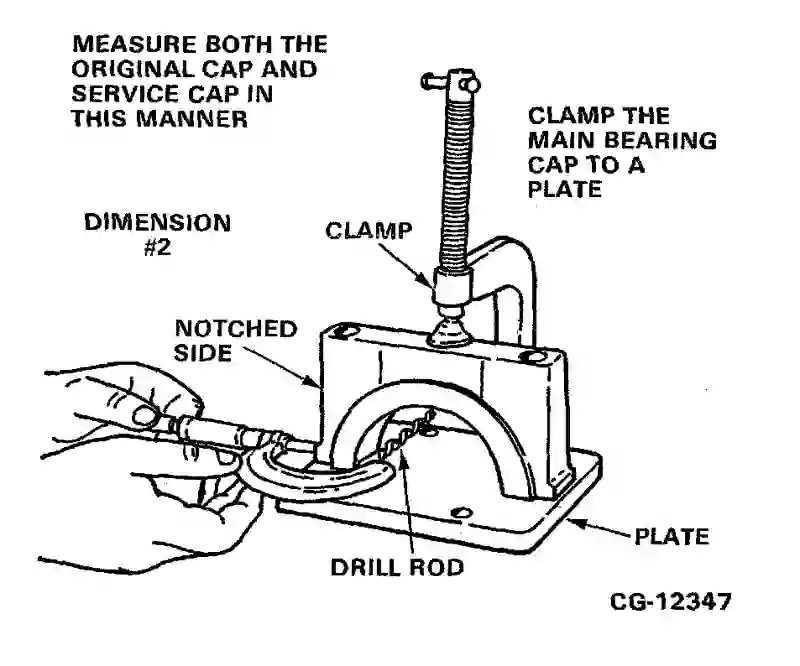 MEASURE BOTH THE
ORIGINAL CAP AND
SERVICE CAP IN
THIS MANNER
CLAMP THE
MAIN BEARING
CAP TO A
PLATE
DIMENSION
#2
CLAMP
NOTCHED
SIDE
PLATE
DRILL ROD
CG-12347